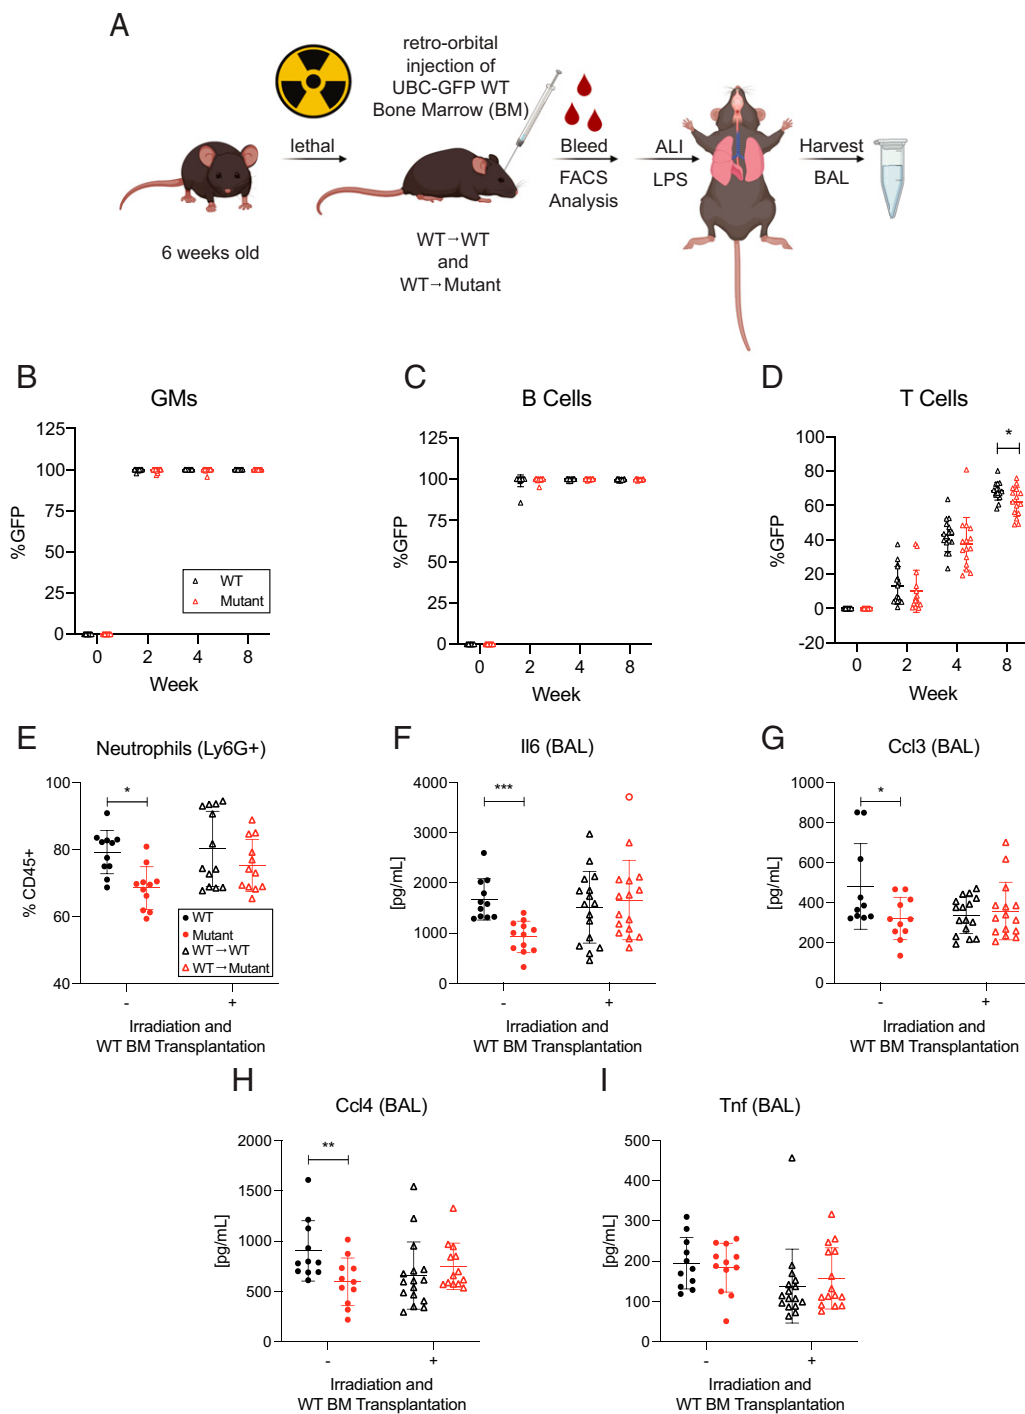 A
retro-orbital
injection of
UBC-GFP WT
Bone Marrow (BM)
lethal
Bleed
FACS
Analysis
ALI
LPS
Harvest
BAL
6 weeks old
WT→WT
and
WT→Mutant
B
GMs
%GFP
125
100
75
50
25
0
WT
Mutant
0 2 4 8
Week
C
B Cells
%GFP
125
100
75
50
25
0
0 2 4 8
Week
D
T Cells
%GFP
100
80
60
40
20
0
-20
*
0 2 4 8
Week
E
Neutrophils (Ly6G+)
% CD45+
100
80
60
40
*
WT
Mutant
WT→WT
WT→Mutant
- +
Irradiation and
WT BM Transplantation
F
Il6 (BAL)
[pg/mL]
4000
3000
2000
1000
0
***
- +
Irradiation and
WT BM Transplantation
G
Ccl3 (BAL)
[pg/mL]
1000
800
600
400
200
0
*
- +
Irradiation and
WT BM Transplantation
H
Ccl4 (BAL)
[pg/mL]
2000
1500
1000
500
0
**
- +
Irradiation and
WT BM Transplantation
I
Tnf (BAL)
[pg/mL]
500
400
300
200
100
0
- +
Irradiation and
WT BM Transplantation